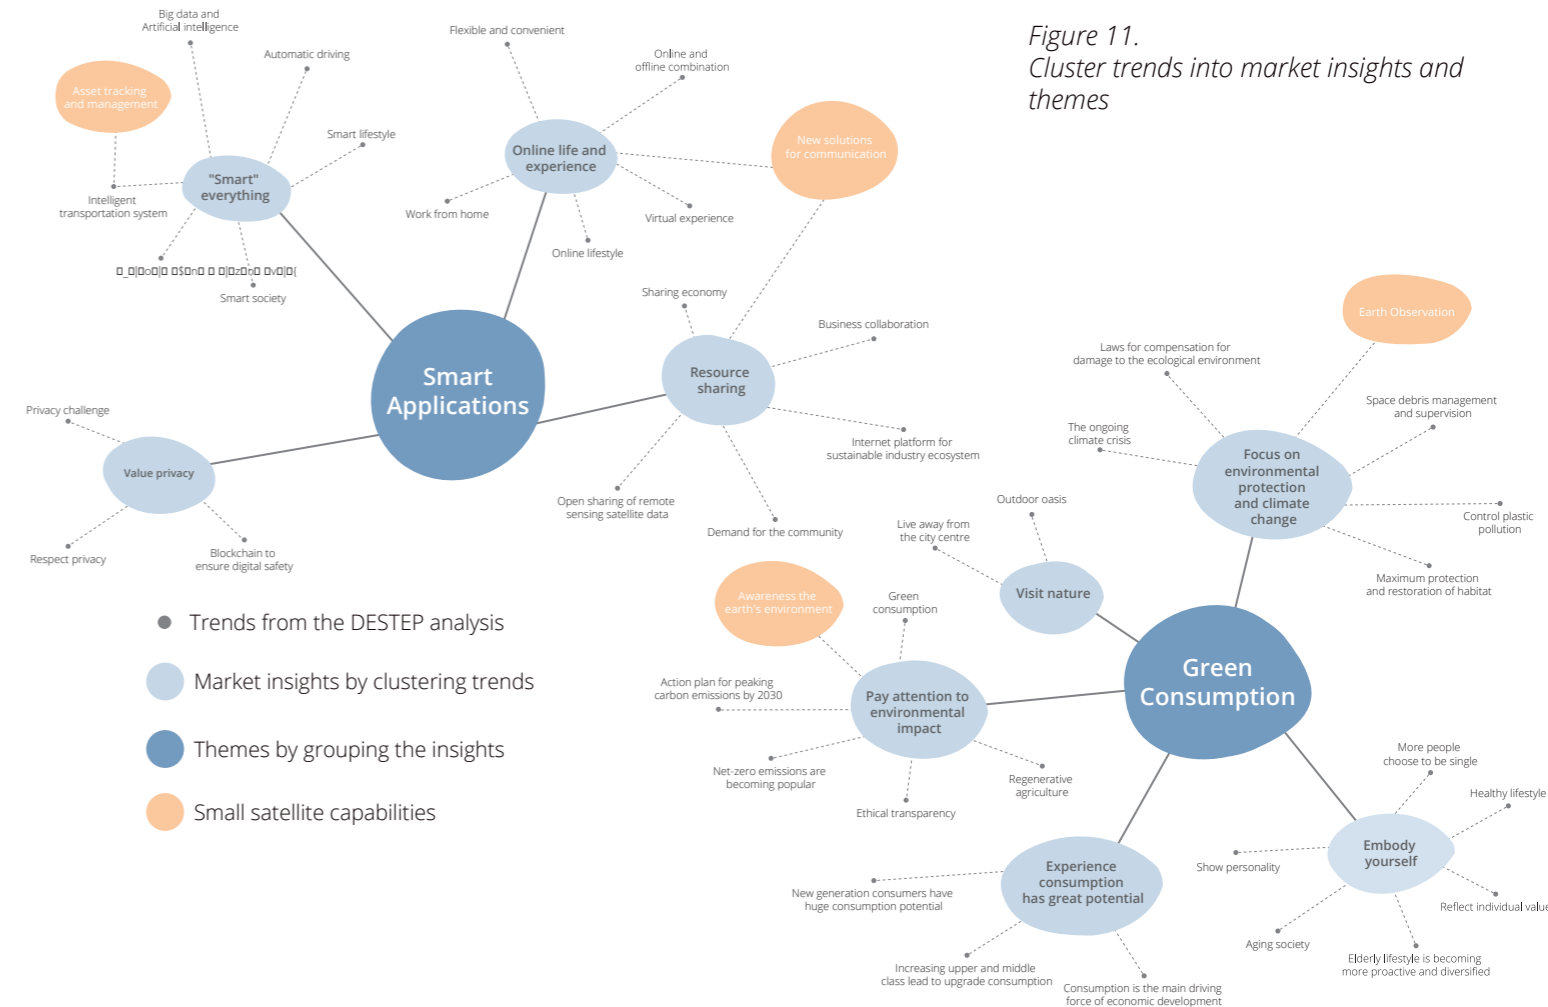 Figure 11.
Cluster trends into market insights and
themes
Big data and
Artificial intelligence
Automatic driving
Asset tracking
and management
Smart lifestyle
"Smart"
everything
Intelligent
transportation system
Smart society
Flexible and convenient
Online and
offline combination
New solutions
for communication
Online life and
experience
Work from home
Virtual experience
Online lifestyle
Sharing economy
Business collaboration
Resource
sharing
Internet platform for
sustainable industry ecosystem
Open sharing of remote
sensing satellite data
Demand for the community
Smart
Applications
Privacy challenge
Value privacy
Respect privacy
Blockchain to
ensure digital safety
Trends from the DESTEP analysis
Market insights by clustering trends
Themes by grouping the insights
Small satellite capabilities
Earth Observation
Laws for compensation for
damage to the ecological environment
Space debris management
and supervision
The ongoing
climate crisis
Focus on
environmental
protection
and climate
change
Control plastic
pollution
Maximum protection
and restoration of habitat
Outdoor oasis
Live away from
the city centre
Visit nature
Awareness the
earth's environment
Green
consumption
Action plan for peaking
carbon emissions by 2030
Pay attention to
environmental
impact
Net-zero emissions are
becoming popular
Ethical transparency
Regenerative
agriculture
Green
Consumption
More people
choose to be single
Healthy lifestyle
Embody
yourself
Show personality
Reflect individual value
Aging society
Elderly lifestyle is becoming
more proactive and diversified
Experience
consumption
has great potential
New generation consumers have
huge consumption potential
Increasing upper and middle
class lead to upgrade consumption
Consumption is the main driving
force of economic development